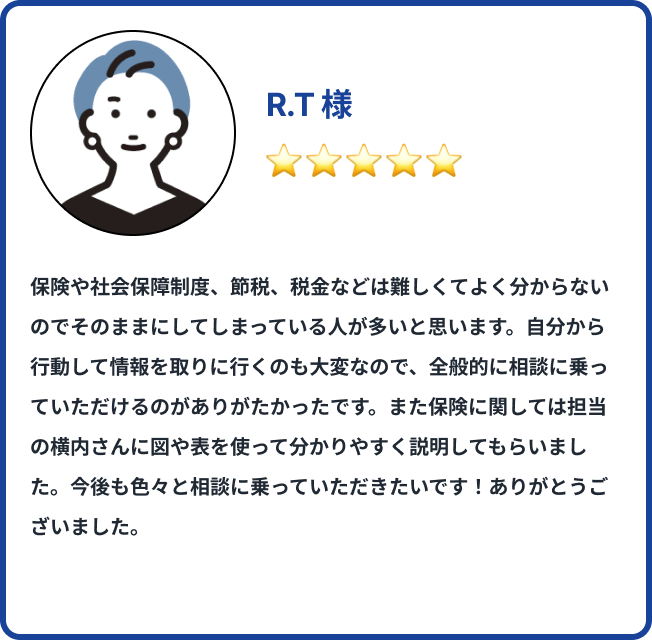 R.T 様
保険や社会保障制度、節税、税金などは難しくてよく分からない
のでそのままにしてしまっている人が多いと思います。自分から
行動して情報を取りに行くのも大変なので、全般的に相談に乗っ
ていただけるのがありがたかったです。また保険に関しては担当
の横内さんに図や表を使って分かりやすく説明してもらいまし
た。今後も色々と相談に乗っていただきたいです！ありがとうご
ざいました。